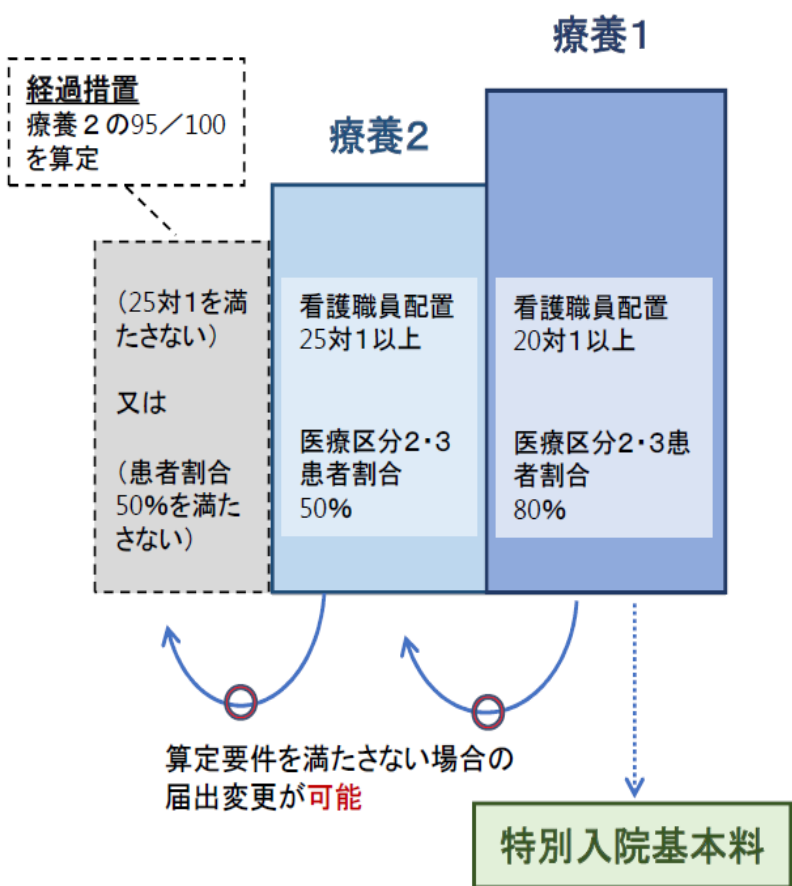 療養1
経過措置
療養2の95/100
を算定
療養2
(25対1を満
たさない)
又は
(患者割合
50%を満た
さない)
看護職員配置
25対1以上
医療区分2・3
患者割合
50%
看護職員配置
20対1以上
医療区分2・3患
者割合
80%
算定要件を満たさない場合の
届出変更が可能
特別入院基本料